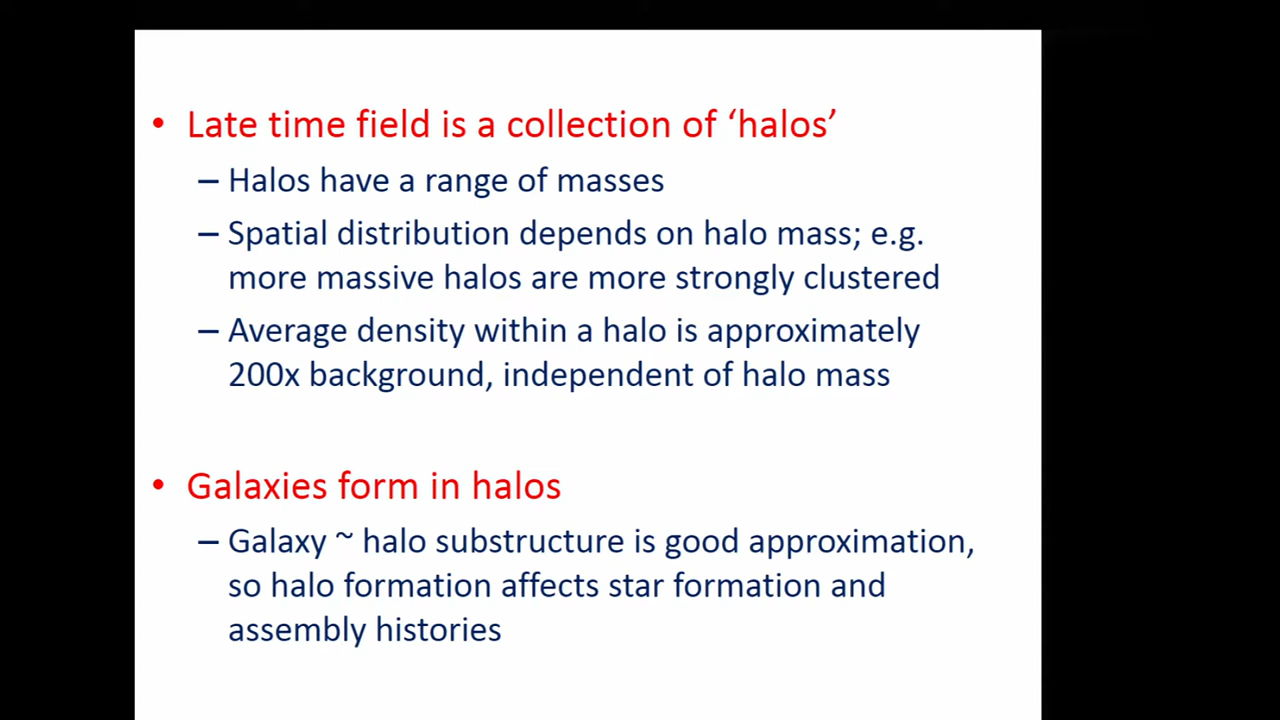 • Late time field is a collection of ‘halos’
– Halos have a range of masses
– Spatial distribution depends on halo mass; e.g.
more massive halos are more strongly clustered
– Average density within a halo is approximately
200x background, independent of halo mass
• Galaxies form in halos
– Galaxy ~ halo substructure is good approximation,
so halo formation affects star formation and
assembly histories